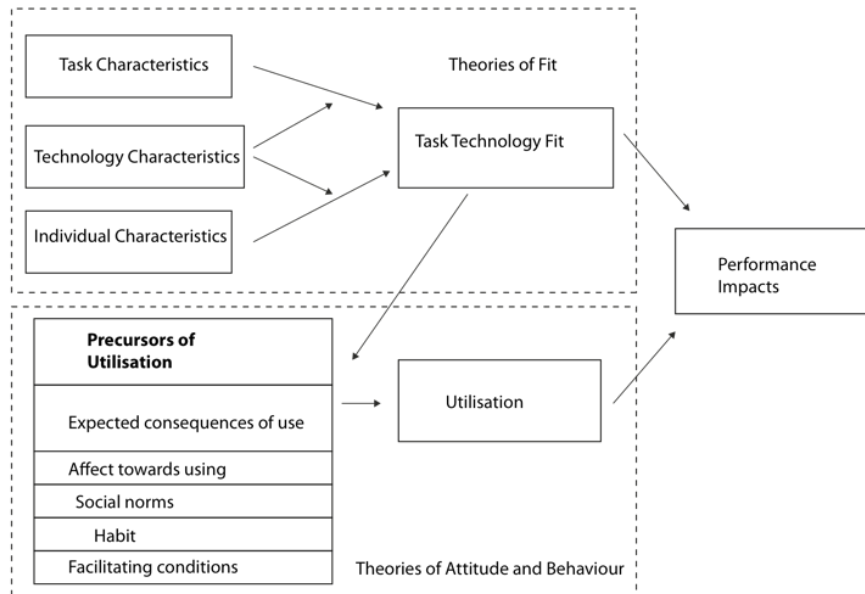 Task Characteristics
Theories of Fit
Technology Characteristics
Task Technology Fit
Individual Characteristics
Performance
Impacts
Precursors of
Utilisation
Expected consequences of use
Utilisation
Affect towards using
Social norms
Habit
Facilitating conditions
Theories of Attitude and Behaviour